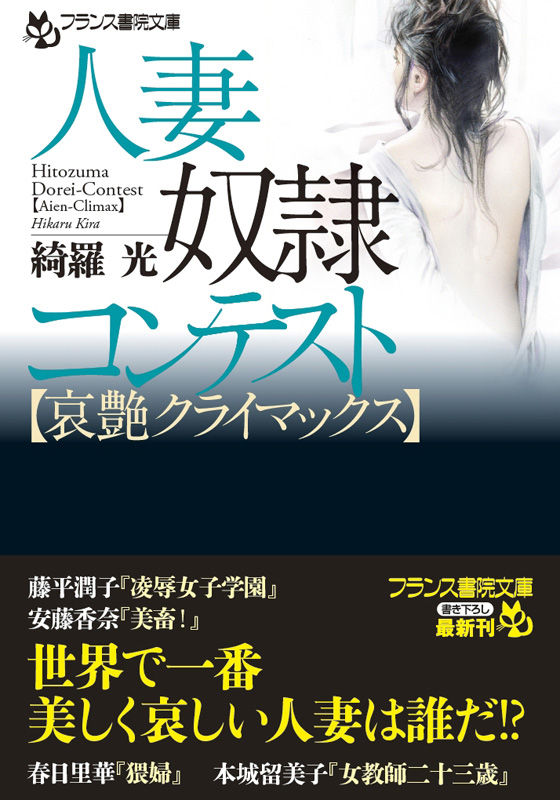 フランス書院文庫
人妻
Hitozuma
Dorei-Contest
【Aien-Climax】
Hikaru Kira
綺羅 光
奴隷
コンテスト
【哀艶クライマックス】
藤平潤子『凌辱女子学園』
安藤香奈『美畜!』
フランス書院文庫
書き下ろし
最新刊
世界で一番
美しく哀しい人妻は誰だ!?
春日里華『猥婦』 本城留美子『女教師二十三歳』